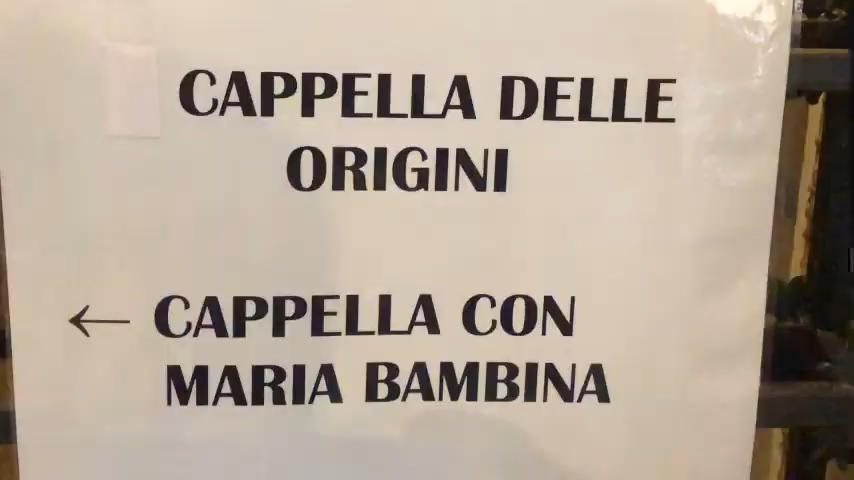 CAPPELLA DELLE
ORIGINI
← CAPPELLA CON
MARIA BAMBINA